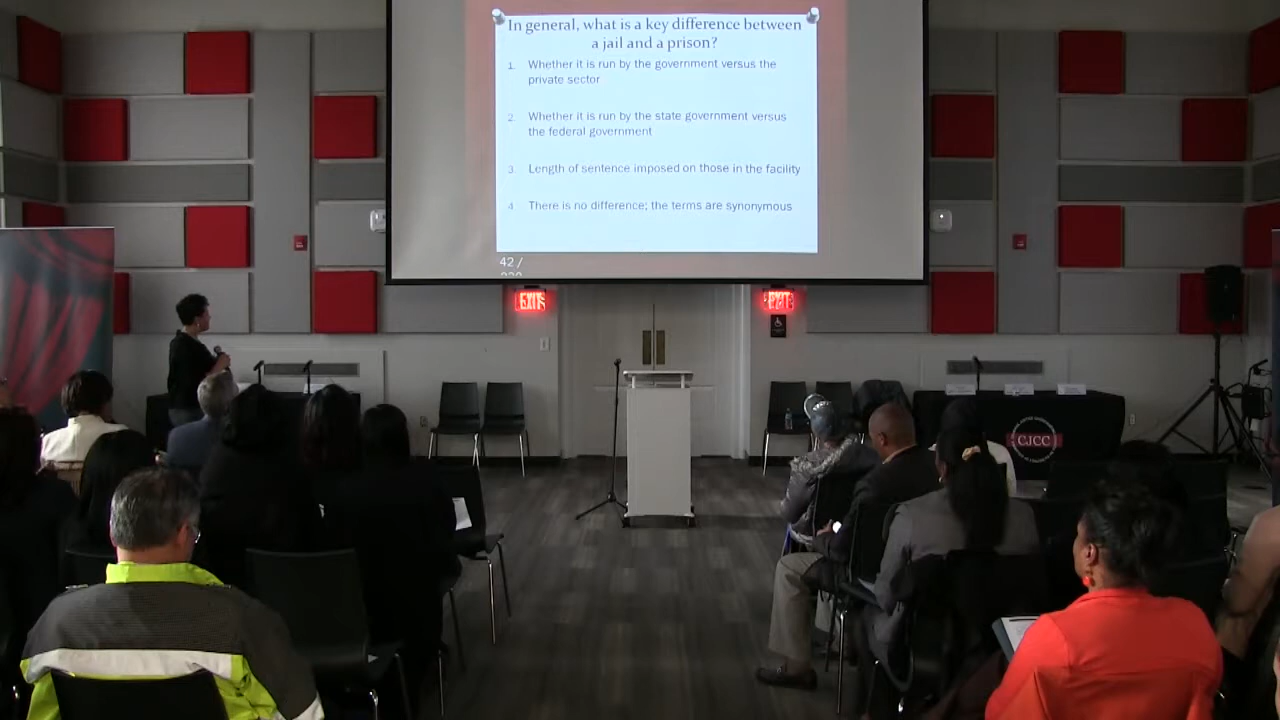 In general, what is a key difference between
a jail and a prison?
1. Whether it is run by the government versus the
private sector
2. Whether it is run by the state government versus
the federal government
3. Length of sentence imposed on those in the facility
4. There is no difference; the terms are synonymous
42 /
EXIT
EXIT
CJCC